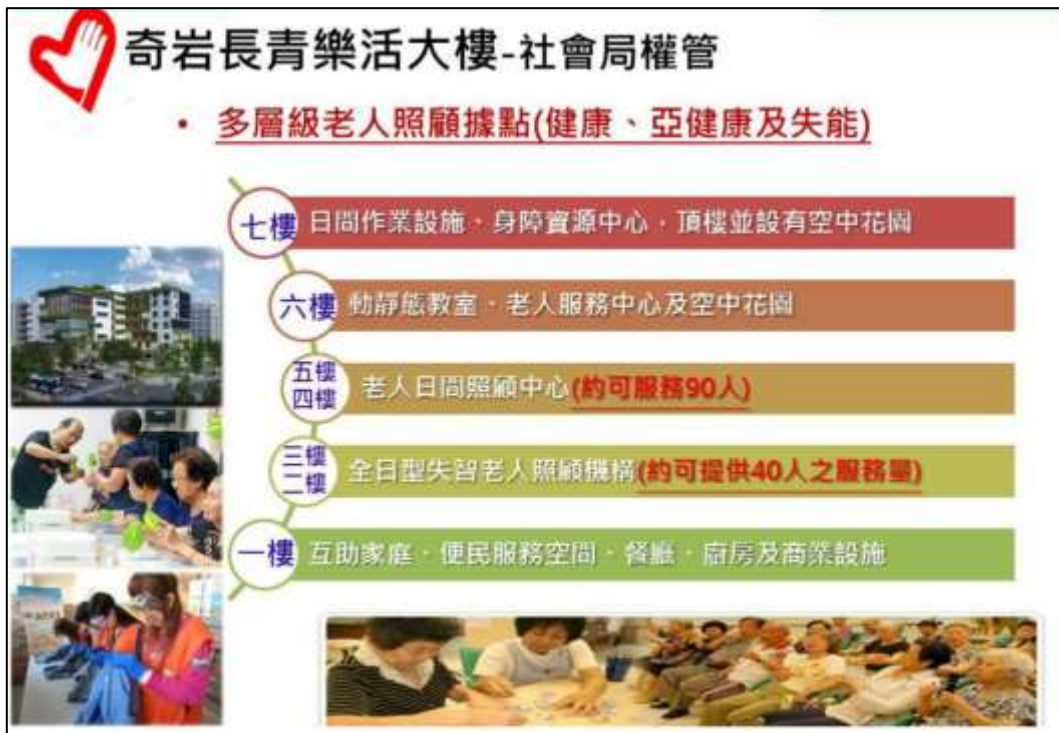 奇岩長青樂活大樓-社會局權管
• 多層級老人照顧據點(健康、亞健康及失能)
七樓 日間作業設施、身障資源中心，頂樓並設有空中花園
六樓 動靜態教室、老人服務中心及空中花園
五樓
四樓
老人日間照顧中心(約可服務90人)
三樓
二樓
全日型失智老人照顧機構(約可提供40人之服務量)
一樓 互助家庭、便民服務空間、餐廳、廚房及商業設施